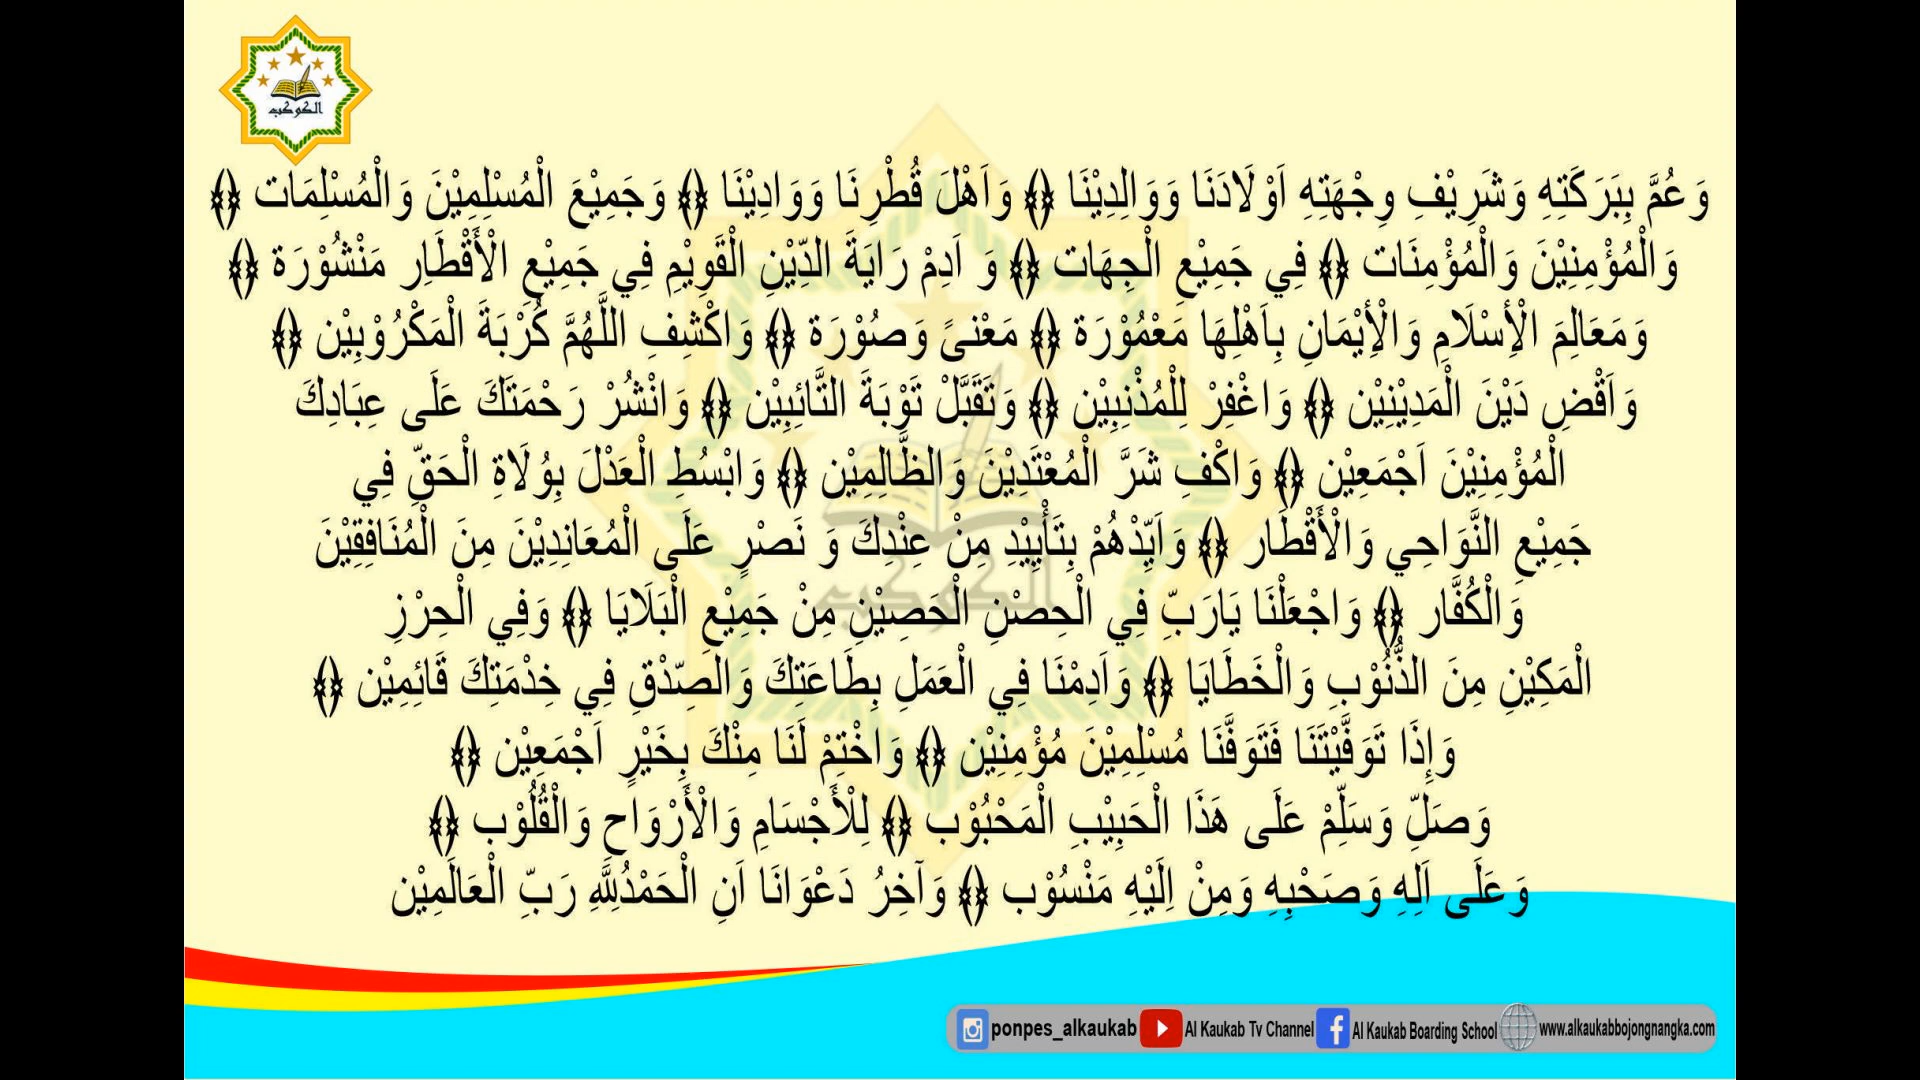 الكوكب
وَعُمَّ بِبَرَكَتِهِ وَشَرِيْفِ وِجْهَتِهِ اَوْلَادَنَا وَوَالِدِيْنَا ﴿﴾ وَاَهْلَ قُطْرِنَا وَوَادِيْنَا ﴿﴾ وَجَمِيْعَ الْمُسْلِمِيْنَ وَالْمُسْلِمَات ﴿﴾
وَالْمُؤْمِنِيْنَ وَالْمُؤْمِنَات ﴿﴾ فِي جَمِيْعِ الْجِهَات ﴿﴾ وَ اَدِمْ رَايَةَ الدِّيْنِ الْقَوِيْمِ فِي جَمِيْعِ الْأَقْطَارِ مَنْشُوْرَة ﴿﴾
وَمَعَالِمَ الْأِسْلَامِ وَالْأِيْمَانِ بِاَهْلِهَا مَعْمُوْرَة ﴿﴾ مَعْنىً وَصُوْرَة ﴿﴾ وَاكْشِفِ اللَّهُمَّ كُرْبَةَ الْمَكْرُوْبِيْن ﴿﴾
وَاَقْضِ دَيْنَ الْمَدِيْنِيْن ﴿﴾ وَاغْفِرْ لِلْمُذْنِبِيْن ﴿﴾ وَتَقَبَّلْ تَوْبَةَ التَّائِبِيْن ﴿﴾ وَانْشُرْ رَحْمَتَكَ عَلَى عِبَادِكَ
الْمُؤْمِنِيْنَ اَجْمَعِيْن ﴿﴾ وَاكْفِ شَرَّ الْمُعْتَدِيْنَ وَالظَّالِمِيْن ﴿﴾ وَابْسُطِ الْعَدْلَ بِوُلَاةِ الْحَقِّ فِي
جَمِيْعِ النَّوَاحِي وَالْأَقْطَار ﴿﴾ وَاَيِّدْهُمْ بِتَأْيِيْدٍ مِنْ عِنْدِكَ وَ نَصْرٍ عَلَى الْمُعَانِدِيْنَ مِنَ الْمُنَافِقِيْنَ
وَالْكُفَّار ﴿﴾ وَاجْعَلْنَا يَارَبِّ فِي الْحِصْنِ الْحَصِيْنِ مِنْ جَمِيْعِ الْبَلَايَا ﴿﴾ وَفِي الْحِرْزِ
الْمَكِيْنِ مِنَ الذُّنُوْبِ وَالْخَطَايَا ﴿﴾ وَاَدِمْنَا فِي الْعَمَلِ بِطَاعَتِكَ وَالصِّدْقِ فِي خِدْمَتِكَ قَائِمِيْن ﴿﴾
وَإِذَا تَوَفَّيْتَنَا فَتَوَفَّنَا مُسْلِمِيْنَ مُؤْمِنِيْن ﴿﴾ وَاخْتِمْ لَنَا مِنْكَ بِخَيْرٍ اَجْمَعِيْن ﴿﴾
وَصَلِّ وَسَلِّمْ عَلَى هَذَا الْحَبِيْبِ الْمَحْبُوْب ﴿﴾ لِلْأَجْسَامِ وَالْأَرْوَاحِ وَالْقُلُوْب ﴿﴾
وَعَلَى اَلِهِ وَصَحْبِهِ وَمِنْ اِلَيْهِ مَنْسُوْب ﴿﴾ وَآخِرُ دَعْوَانَا اَنِ الْحَمْدُلِلَّهِ رَبِّ الْعَالَمِيْن
ponpes_alkaukab Al Kaukab Tv Channel Al Kaukab Boarding School www.alkaukabbojongnangka.com